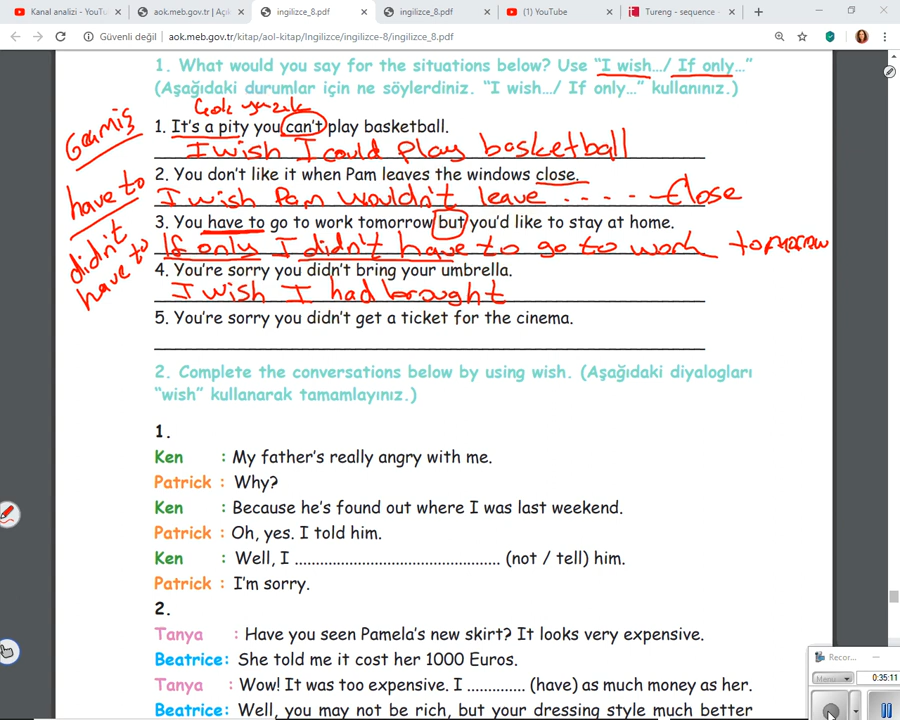 Kanal analizi - YouTu
aok.meb.gov.tr | Açık
ingilizce_8.pdf
ingilizce_8.pdf
(1) YouTube
Tureng - sequence -
Güvenli değil | aok.meb.gov.tr/kitap/aol-kitap/Ingilizce/ingilizce-8/ingilizce_8.pdf
1. What would you say for the situations below? Use “I wish.../ If only...”
(Aşağıdaki durumlar için ne söylerdiniz. “I wish.../ If only...” kullanınız.)
Çok yazık
1. It's a pity you can't play basketball.
I wish I could play basketball
2. You don't like it when Pam leaves the windows close.
I wish Pam wouldn't leave ..... close
3. You have to go to work tomorrow but you'd like to stay at home.
If only I didn't have to go to work tomorrow
4. You're sorry you didn't bring your umbrella.
I wish I had brought
5. You're sorry you didn't get a ticket for the cinema.
Geçmiş
have to
didn't
have to
2. Complete the conversations below by using wish. (Aşağıdaki diyalogları
“wish” kullanarak tamamlayınız.)
1.
Ken : My father's really angry with me.
Patrick : Why?
Ken : Because he's found out where I was last weekend.
Patrick : Oh, yes. I told him.
Ken : Well, I ................................................. (not / tell) him.
Patrick : I'm sorry.
2.
Tanya : Have you seen Pamela's new skirt? It looks very expensive.
Beatrice: She told me it cost her 1000 Euros.
Tanya : Wow! It was too expensive. I .............. (have) as much money as her.
Beatrice: Well, you may not be rich, but your dressing style much better
Recor...
Menu
0:35:11